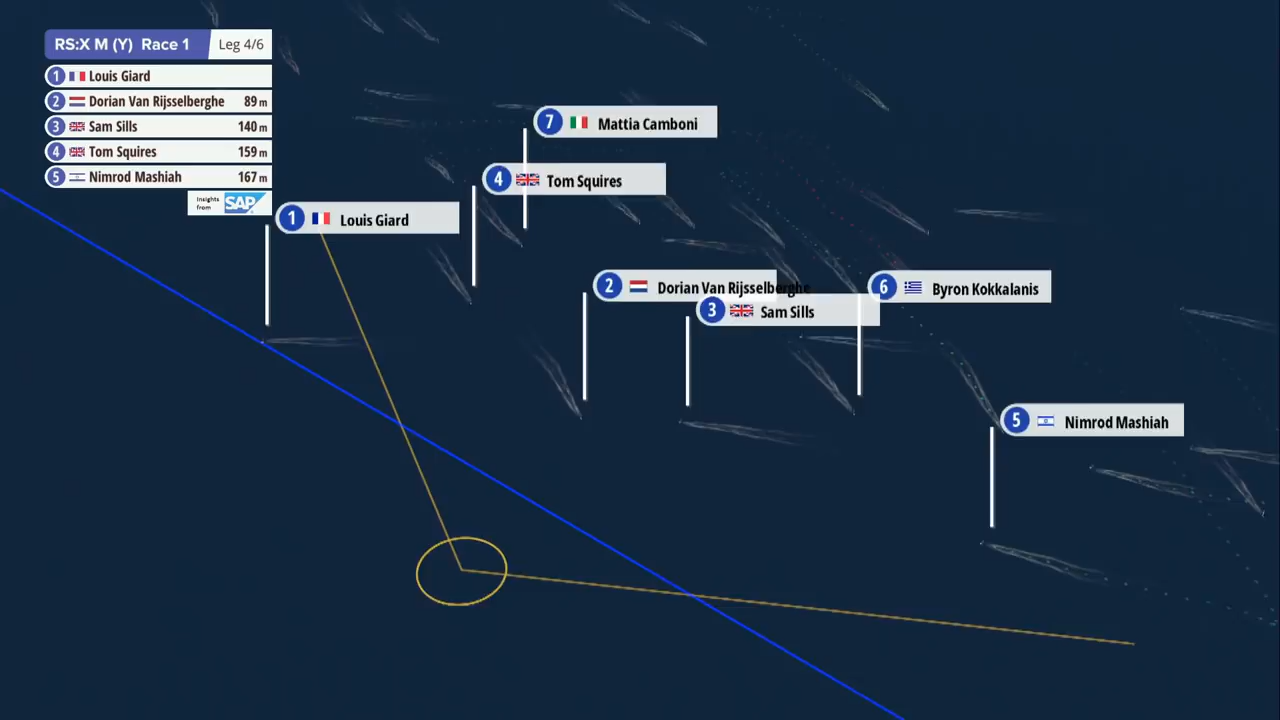 RS:X M (Y) Race 1 Leg 4/6
1 Louis Giard
2 Dorian Van Rijsselberghe 89 m
3 Sam Sills 140 m
4 Tom Squires 159 m
5 Nimrod Mashiah 167 m
Insights
from
SAP
7 Mattia Camboni
4 Tom Squires
1 Louis Giard
2 Dorian Van Rijsselberghe
6 Byron Kokkalanis
3 Sam Sills
5 Nimrod Mashiah